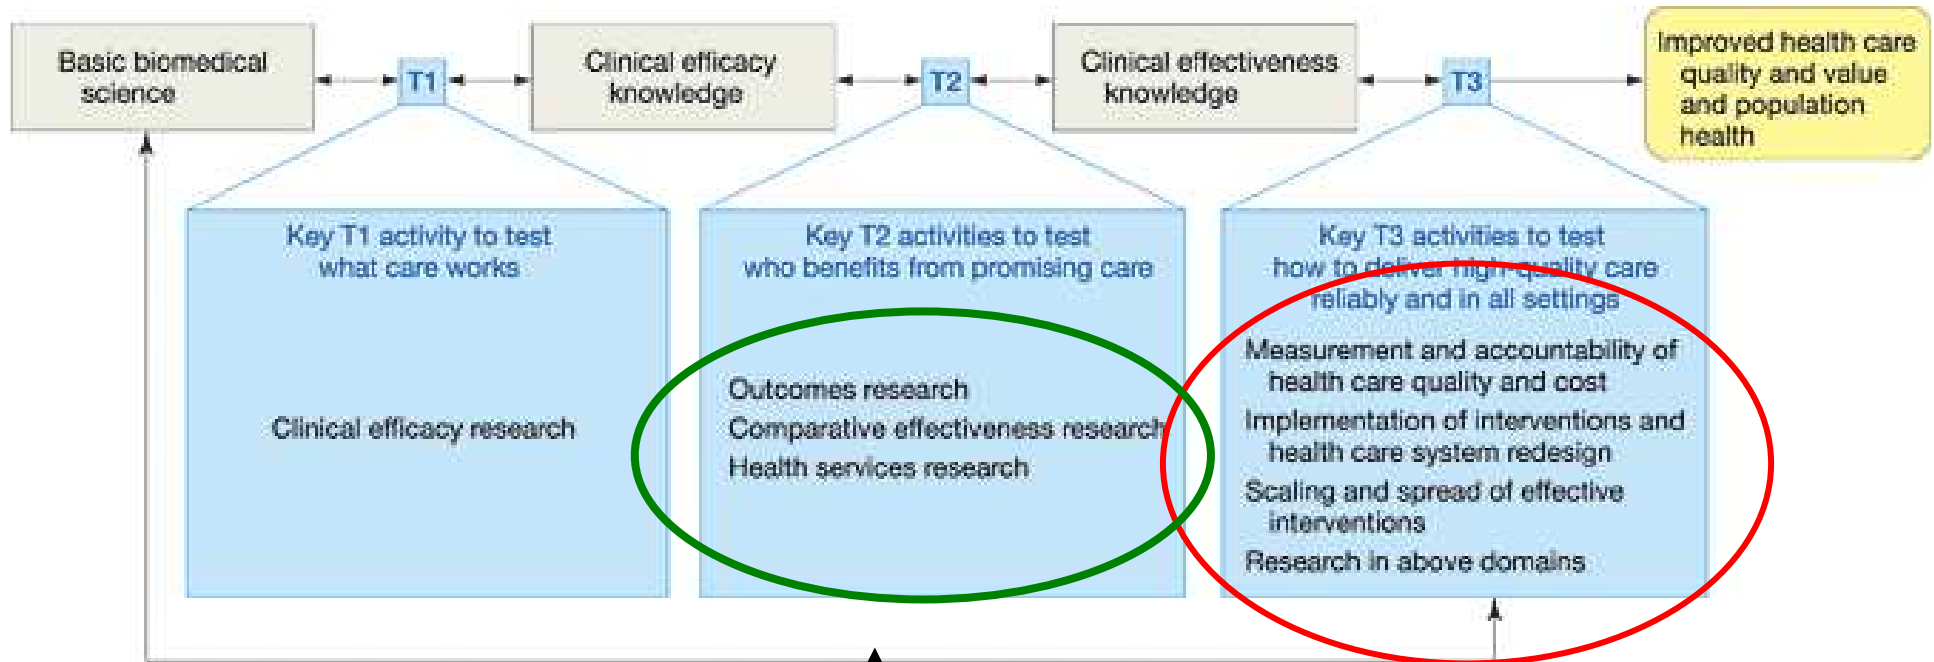 Basic biomedical
science
T1
Clinical efficacy
knowledge
T2
Clinical effectiveness
knowledge
T3
Improved health care
quality and value
and population
health
Key T1 activity to test
what care works
Clinical efficacy research
Key T2 activities to test
who benefits from promising care
Outcomes research
Comparative effectiveness research
Health services research
Key T3 activities to test
how to deliver high-quality care
reliably and in all settings
Measurement and accountability of
health care quality and cost
Implementation of interventions and
health care system redesign
Scaling and spread of effective
interventions
Research in above domains